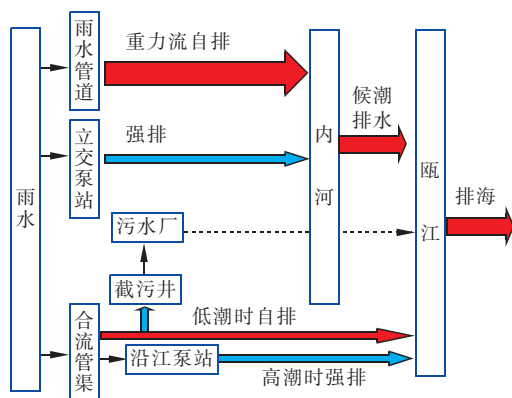 雨水
雨水管道
重力流自排
内河
候潮
排水
瓯江
排海
立交泵站
强排
污水厂
截污井
合流管渠
低潮时自排
沿江泵站
高潮时强排